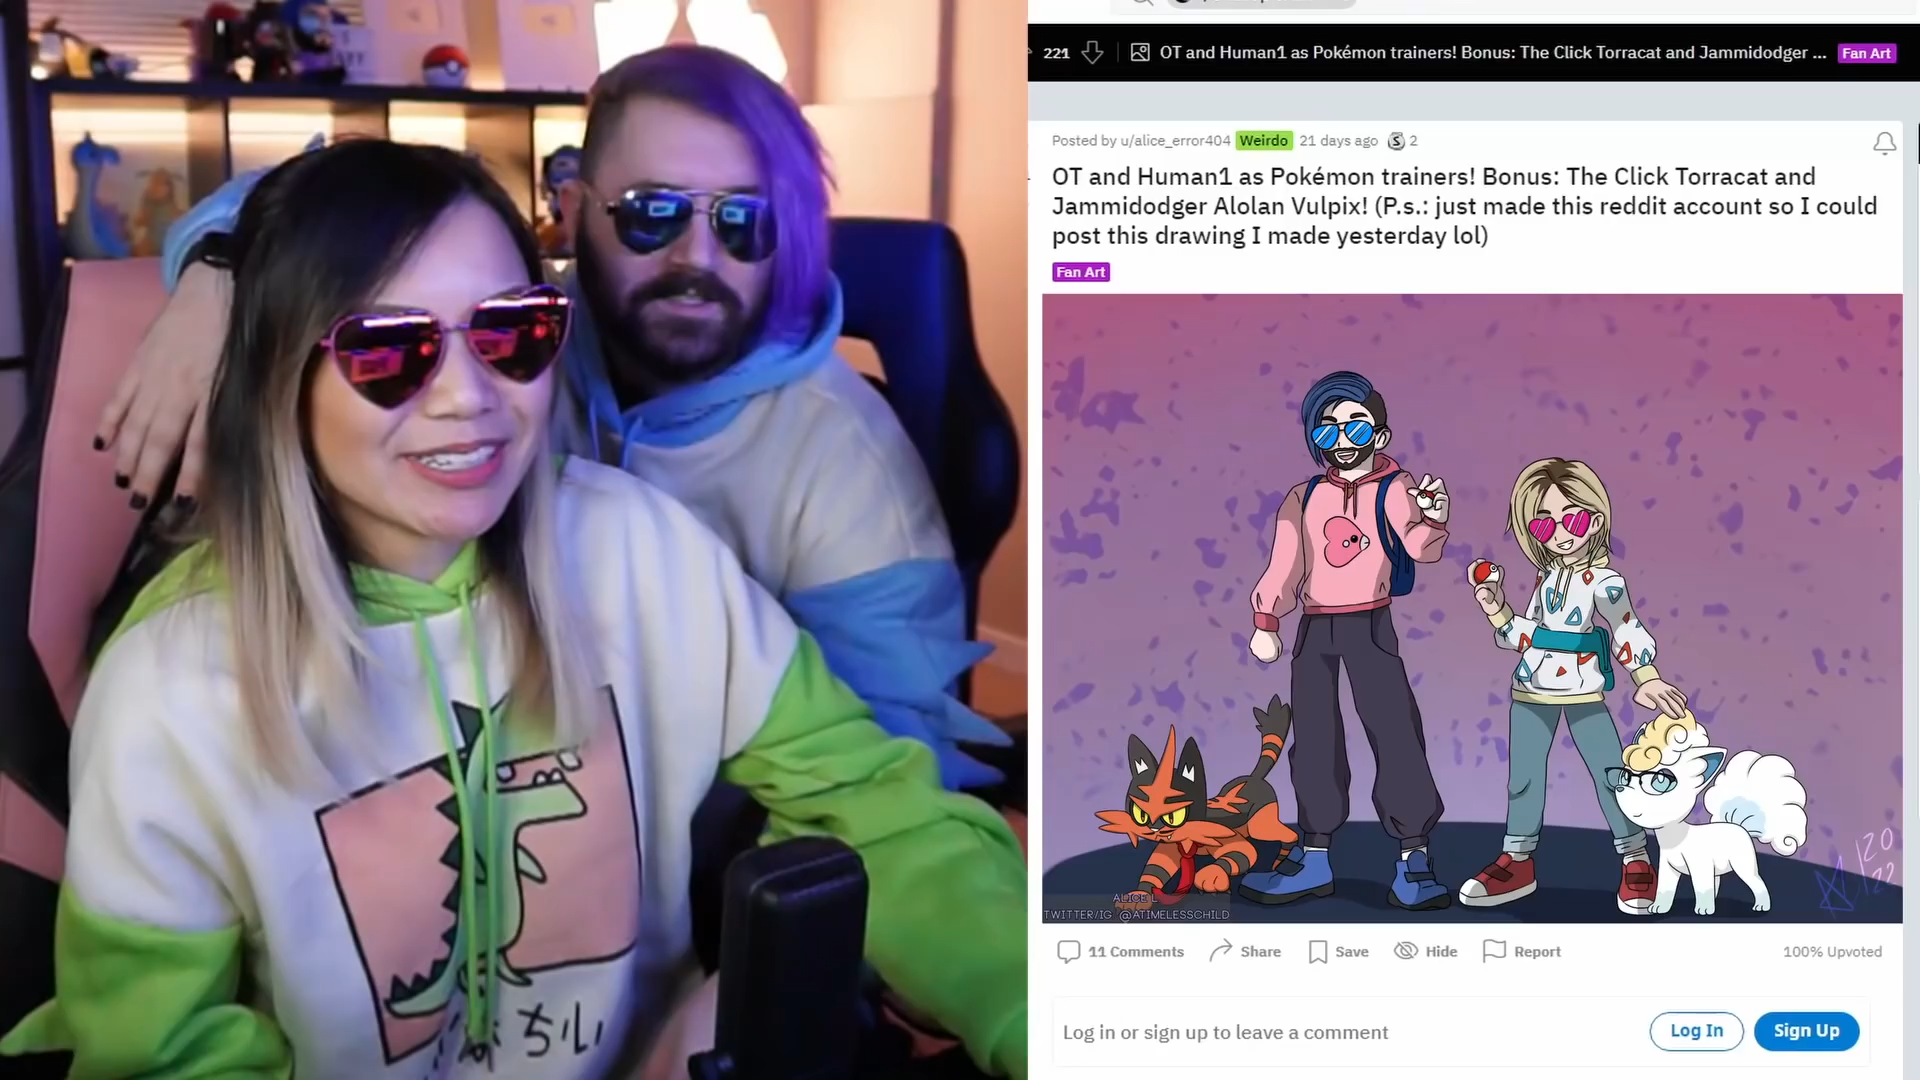 221
OT and Human1 as Pokémon trainers! Bonus: The Click Torracat and Jammidodger ...
Fan Art
Posted by u/alice_error404 Weirdo 21 days ago S 2
OT and Human1 as Pokémon trainers! Bonus: The Click Torracat and
Jammidodger Alolan Vulpix! (P.s.: just made this reddit account so I could
post this drawing I made yesterday lol)
Fan Art
20
22
ALICE L
TWITTER/IG @ATIMELESSCHILD
11 Comments Share Save Hide Report 100% Upvoted
Log in or sign up to leave a comment Log In Sign Up